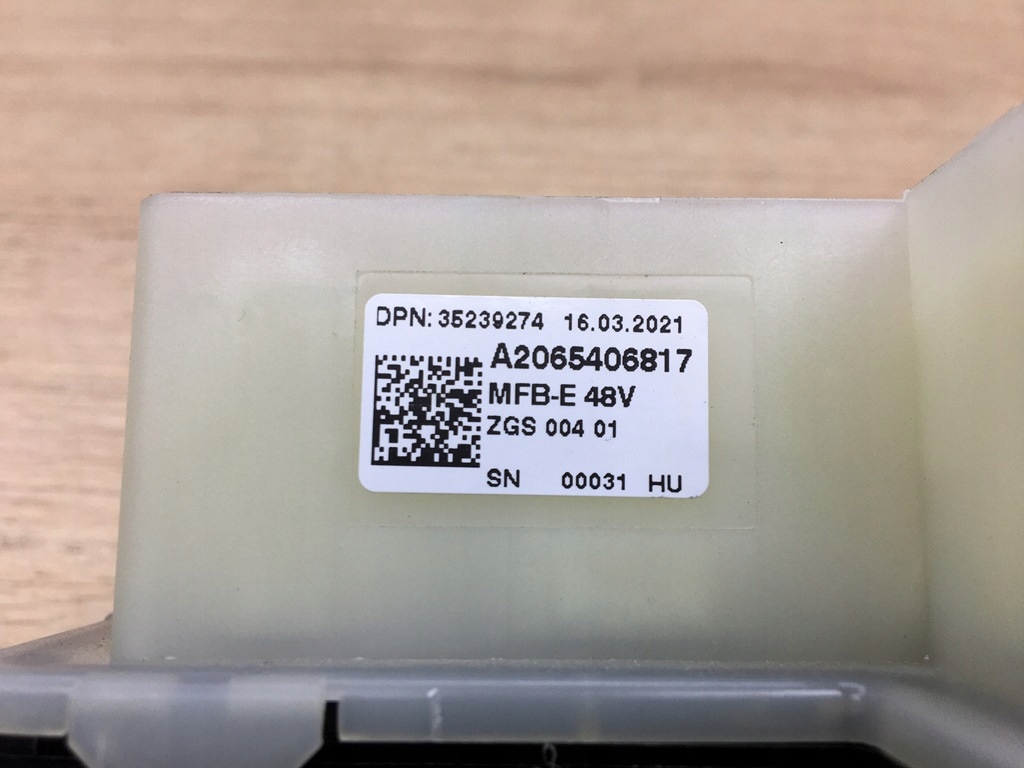 DPN: 35239274 16.03.2021
A2065406817
MFB-E 48V
ZGS 004 01
SN 00031 HU